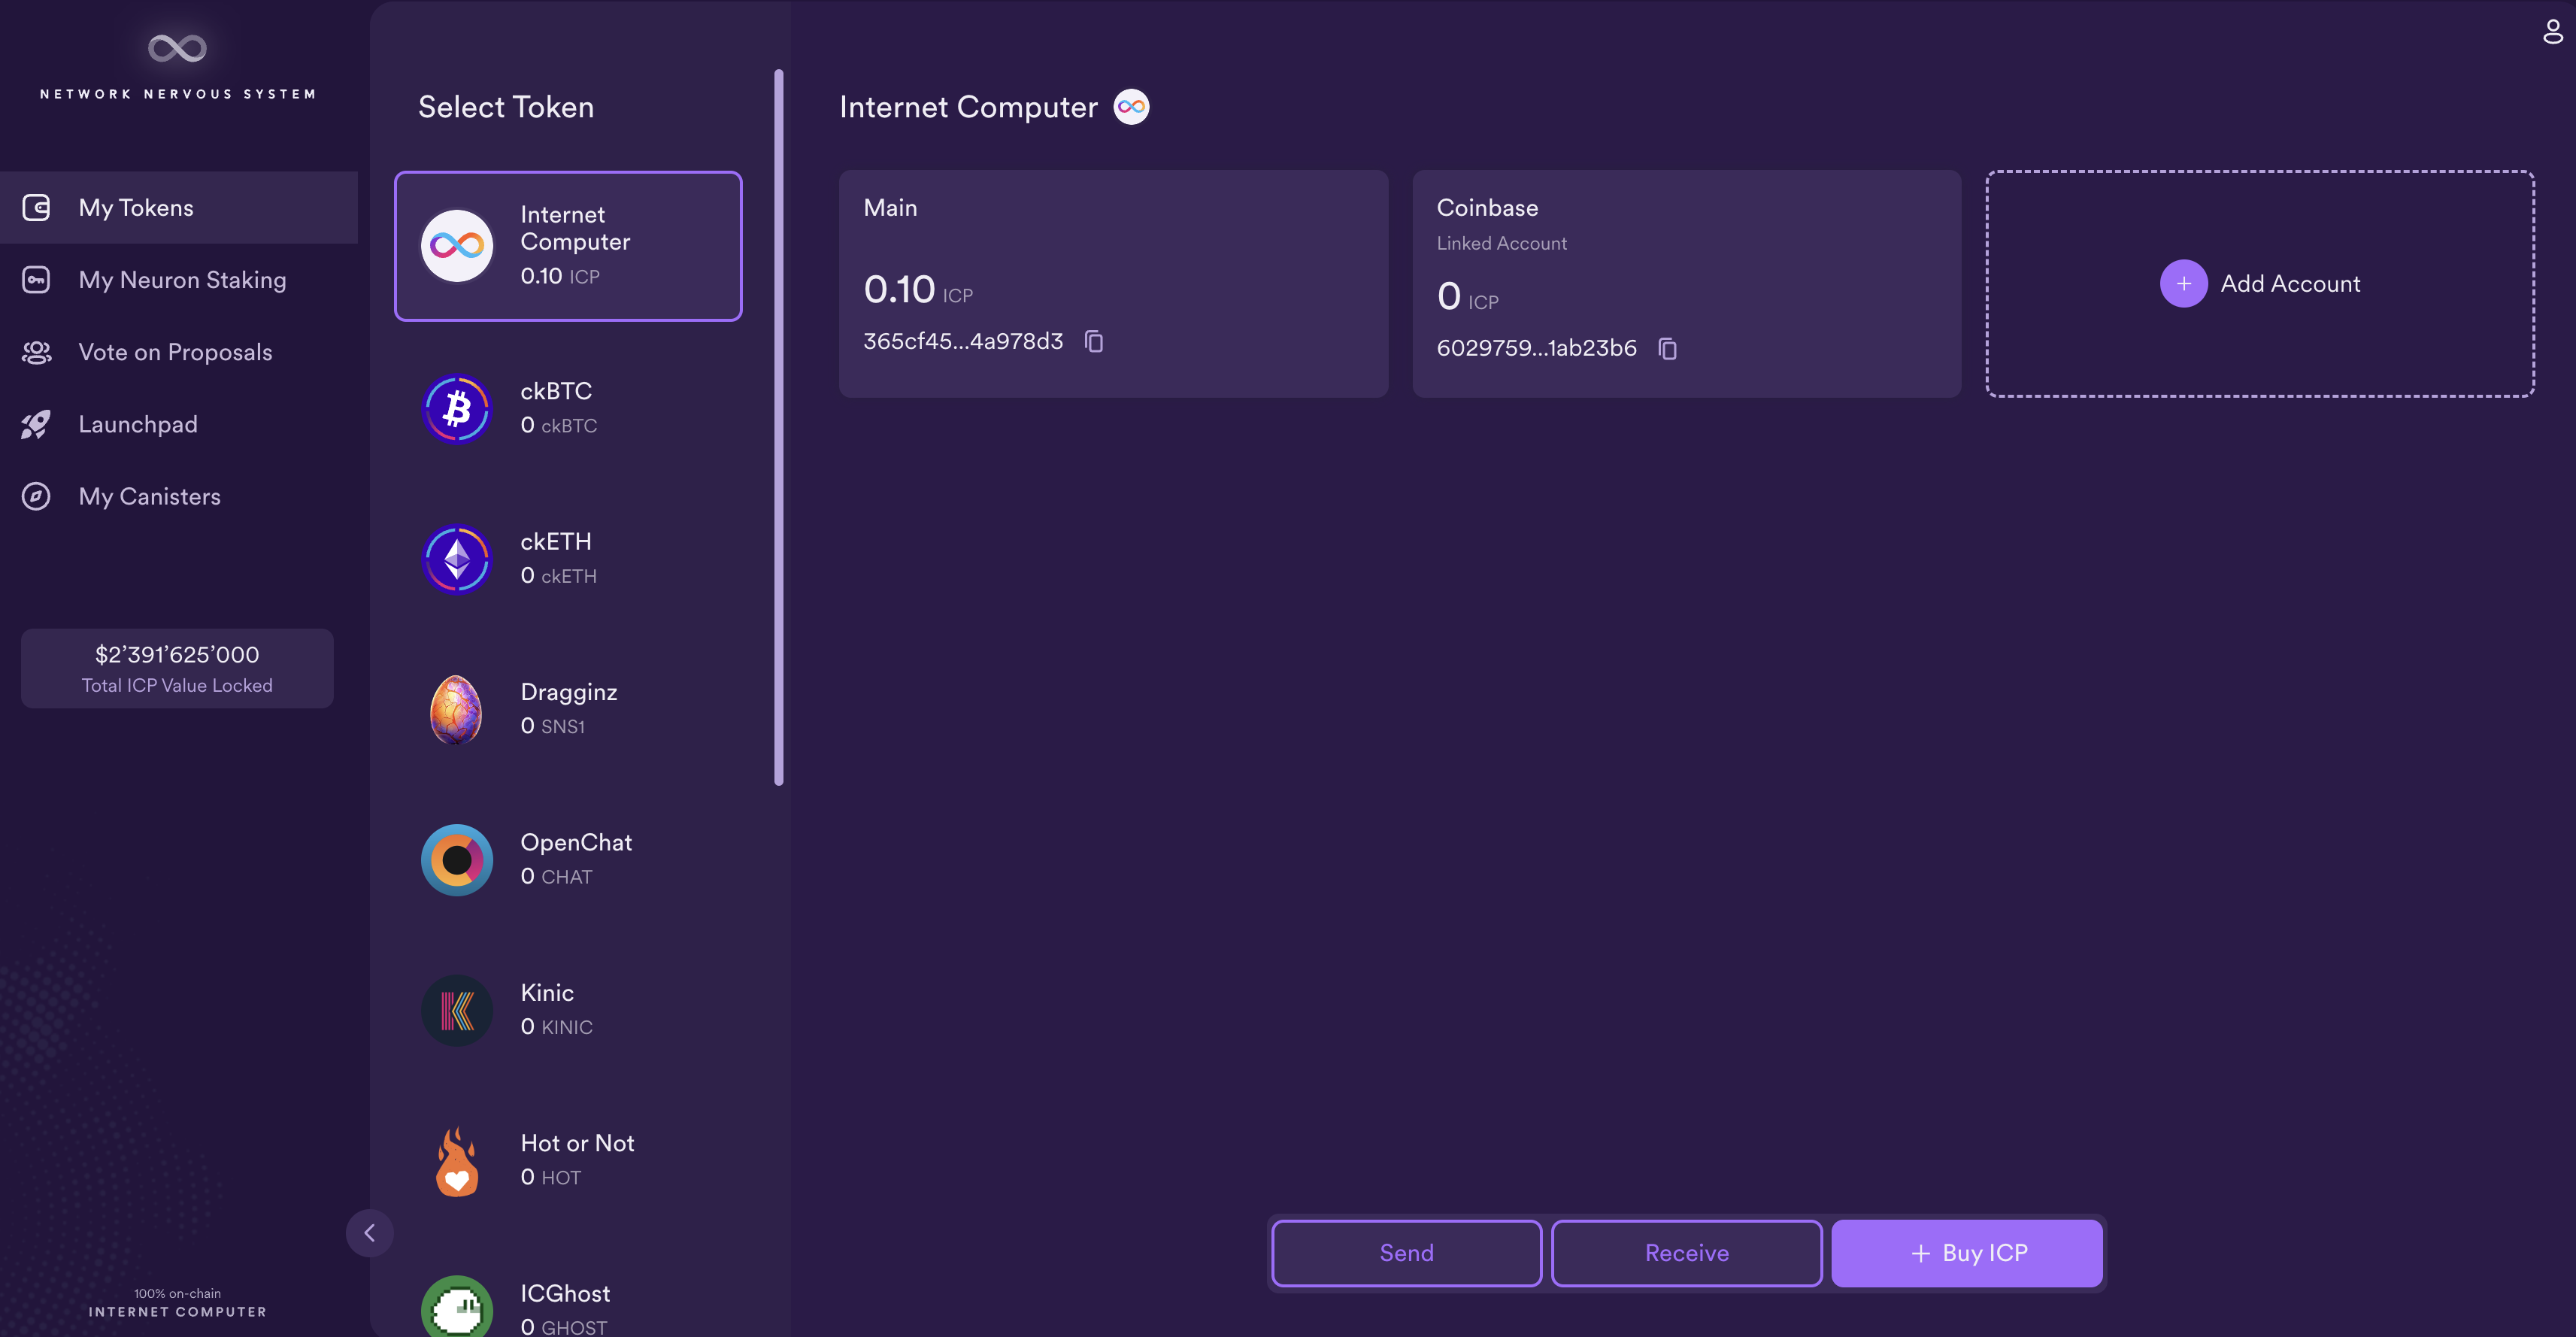 NETWORK NERVOUS SYSTEM
My Tokens
My Neuron Staking
Vote on Proposals
Launchpad
My Canisters
$2’391’625’000
Total ICP Value Locked
100% on-chain
INTERNET COMPUTER
Select Token
Internet
Computer
0.10 ICP
ckBTC
0 ckBTC
ckETH
0 ckETH
Dragginz
0 SNS1
OpenChat
0 CHAT
Kinic
0 KINIC
Hot or Not
0 HOT
ICGhost
0 GHOST
Internet Computer
Main
0.10 ICP
365cf45...4a978d3
Coinbase
Linked Account
0 ICP
6029759...1ab23b6
Add Account
Send
Receive
Buy ICP